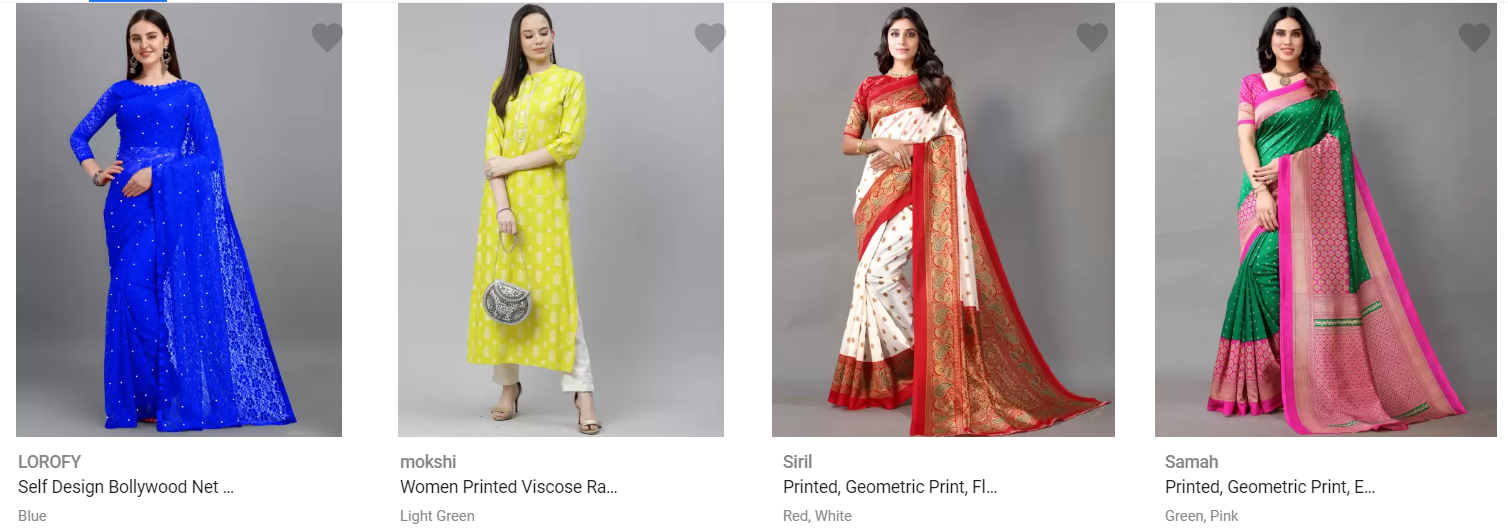 LOROFY
Self Design Bollywood Net ...
Blue
mokshi
Women Printed Viscose Ra...
Light Green
Siril
Printed, Geometric Print, Fl...
Red, White
Samah
Printed, Geometric Print, E...
Green, Pink